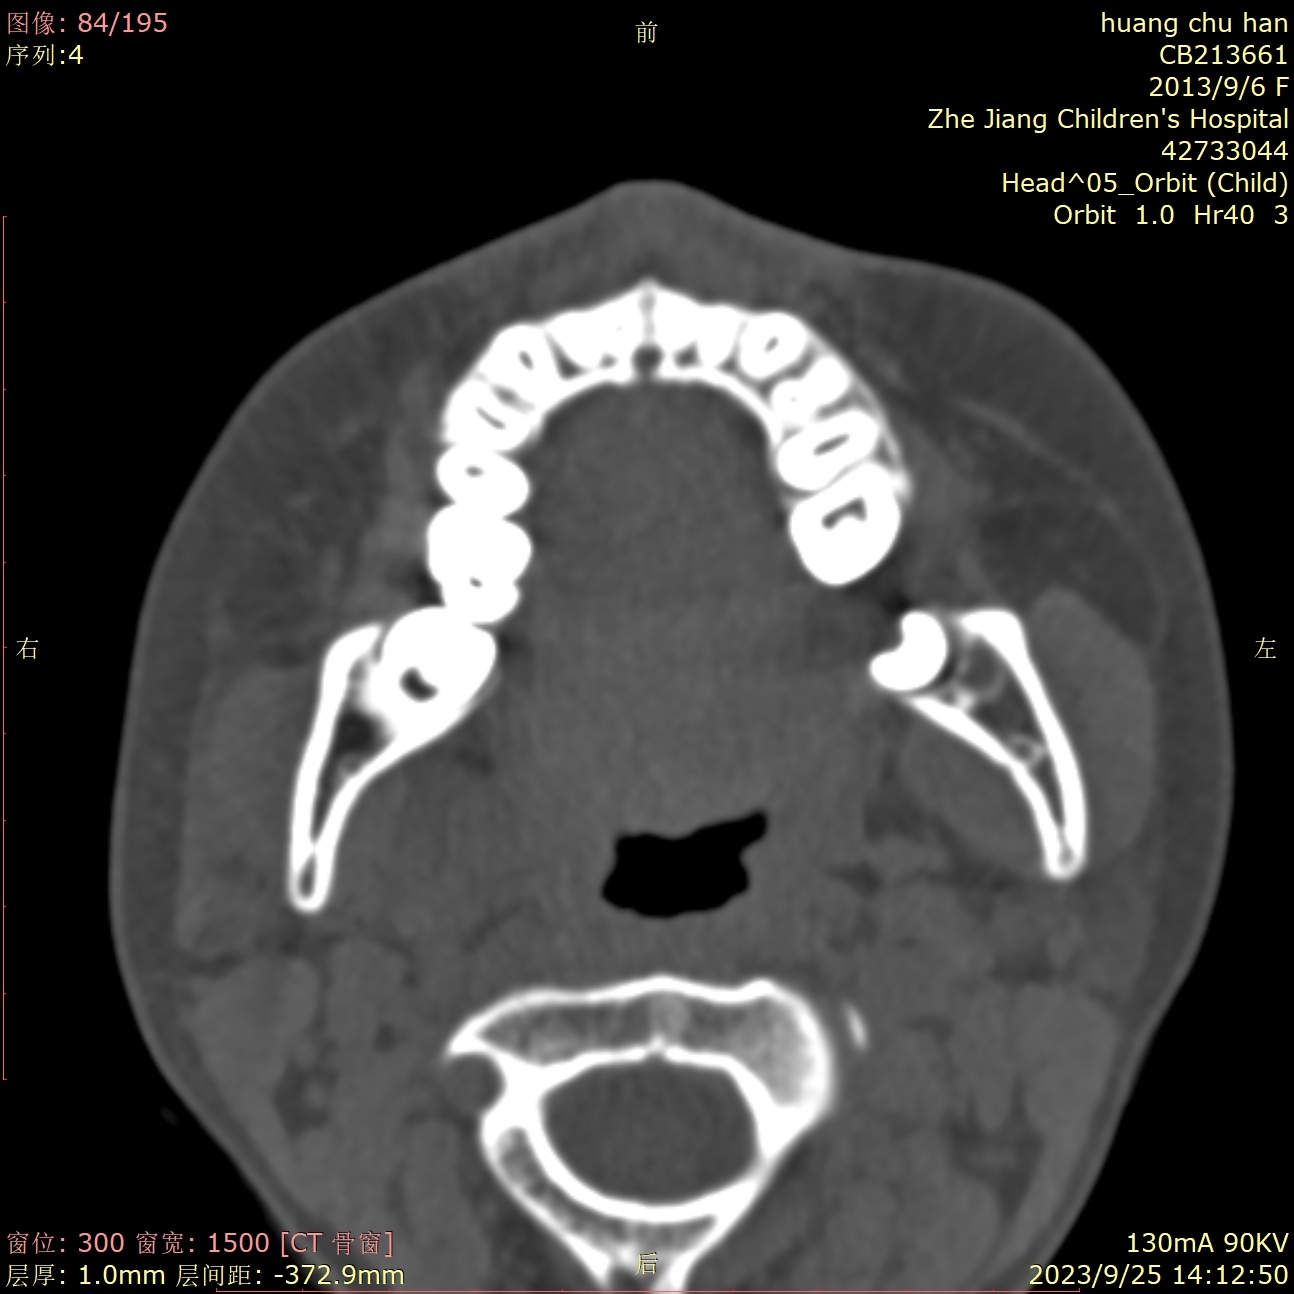 图像: 84/195
序列:4
前
huang chu han
CB213661
2013/9/6 F
Zhe Jiang Children's Hospital
42733044
Head^05_Orbit (Child)
Orbit 1.0 Hr40 3
右
左
窗位: 300 窗宽: 1500 [CT 骨窗]
层厚: 1.0mm 层间距: -372.9mm
后
130mA 90KV
2023/9/25 14:12:50